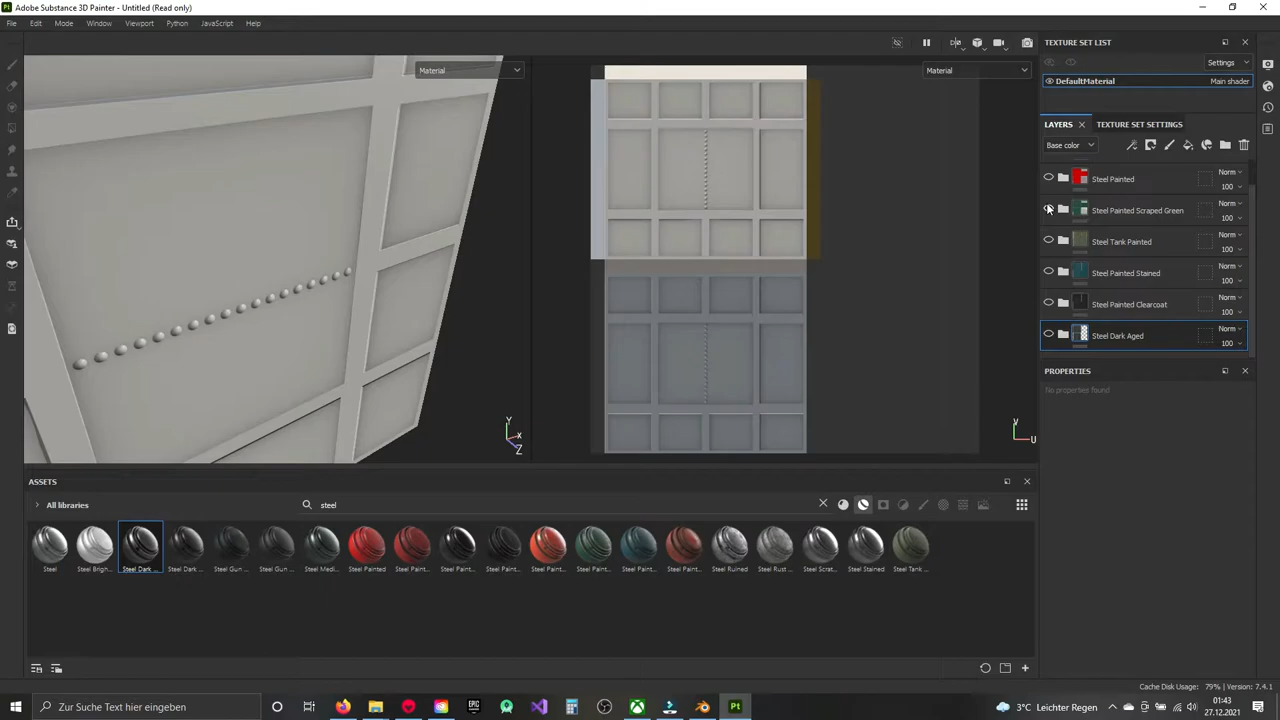 Pt Adobe Substance 3D Painter - Untitled (Read only)
File Edit Mode Window Viewport Python JavaScript Help
Material
Material
TEXTURE SET LIST
Settings
DefaultMaterial Main shader
LAYERS TEXTURE SET SETTINGS
Base color
Steel Painted Norm 100
Steel Painted Scraped Green Norm 100
Steel Tank Painted Norm 100
Steel Painted Stained Norm 100
Steel Painted Clearcoat Norm 100
Steel Dark Aged Norm 100
PROPERTIES
No properties found
Y
X
Z
V
U
ASSETS
All libraries steel
Steel Steel Brigh... Steel Dark ... Steel Dark ... Steel Gun ... Steel Gun ... Steel Medi... Steel Painted Steel Paint... Steel Paint... Steel Paint... Steel Paint... Steel Paint... Steel Paint... Steel Paint... Steel Ruined Steel Rust ... Steel Scrat... Steel Stained Steel Tank ...
Cache Disk Usage: 79% | Version: 7.4.1
Zur Suche Text hier eingeben
EPIC GAMES
Pt
3°C Leichter Regen
01:43
27.12.2021